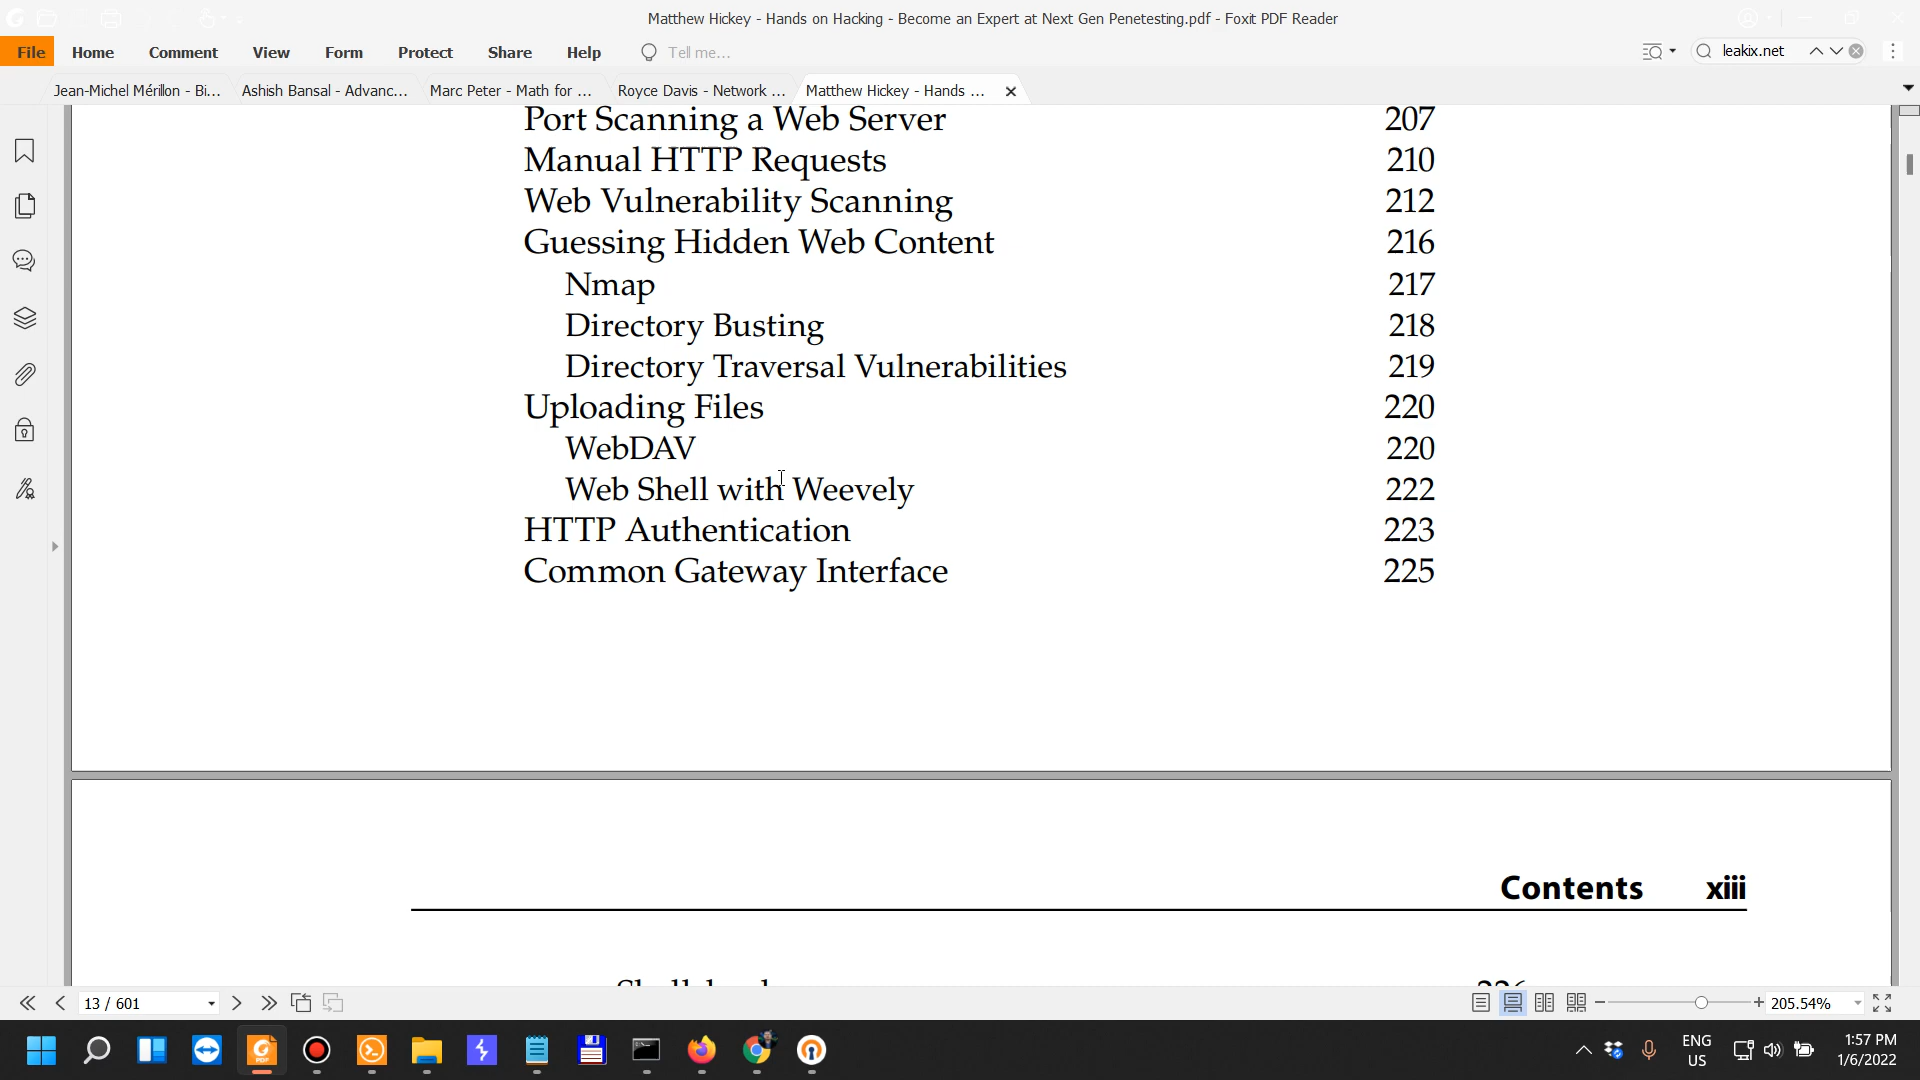 Matthew Hickey - Hands on Hacking - Become an Expert at Next Gen Penetesting.pdf - Foxit PDF Reader
File Home Comment View Form Protect Share Help Tell me... leakix.net
Jean-Michel Mérillon - Bi... Ashish Bansal - Advanc... Marc Peter - Math for ... Royce Davis - Network ... Matthew Hickey - Hands ...
Port Scanning a Web Server 207
Manual HTTP Requests 210
Web Vulnerability Scanning 212
Guessing Hidden Web Content 216
Nmap 217
Directory Busting 218
Directory Traversal Vulnerabilities 219
Uploading Files 220
WebDAV 220
Web Shell with Weevely 222
HTTP Authentication 223
Common Gateway Interface 225
Contents xiii
13 / 601 205.54%
ENG 1:57 PM
US 1/6/2022